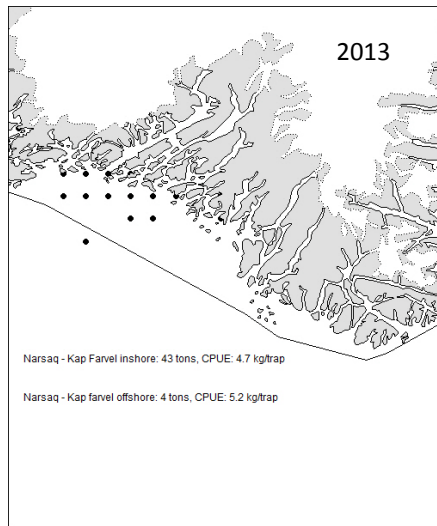 2013
Narsaq - Kap Farvel inshore: 43 tons, CPUE: 4.7 kg/trap
Narsaq - Kap farvel offshore: 4 tons, CPUE: 5.2 kg/trap